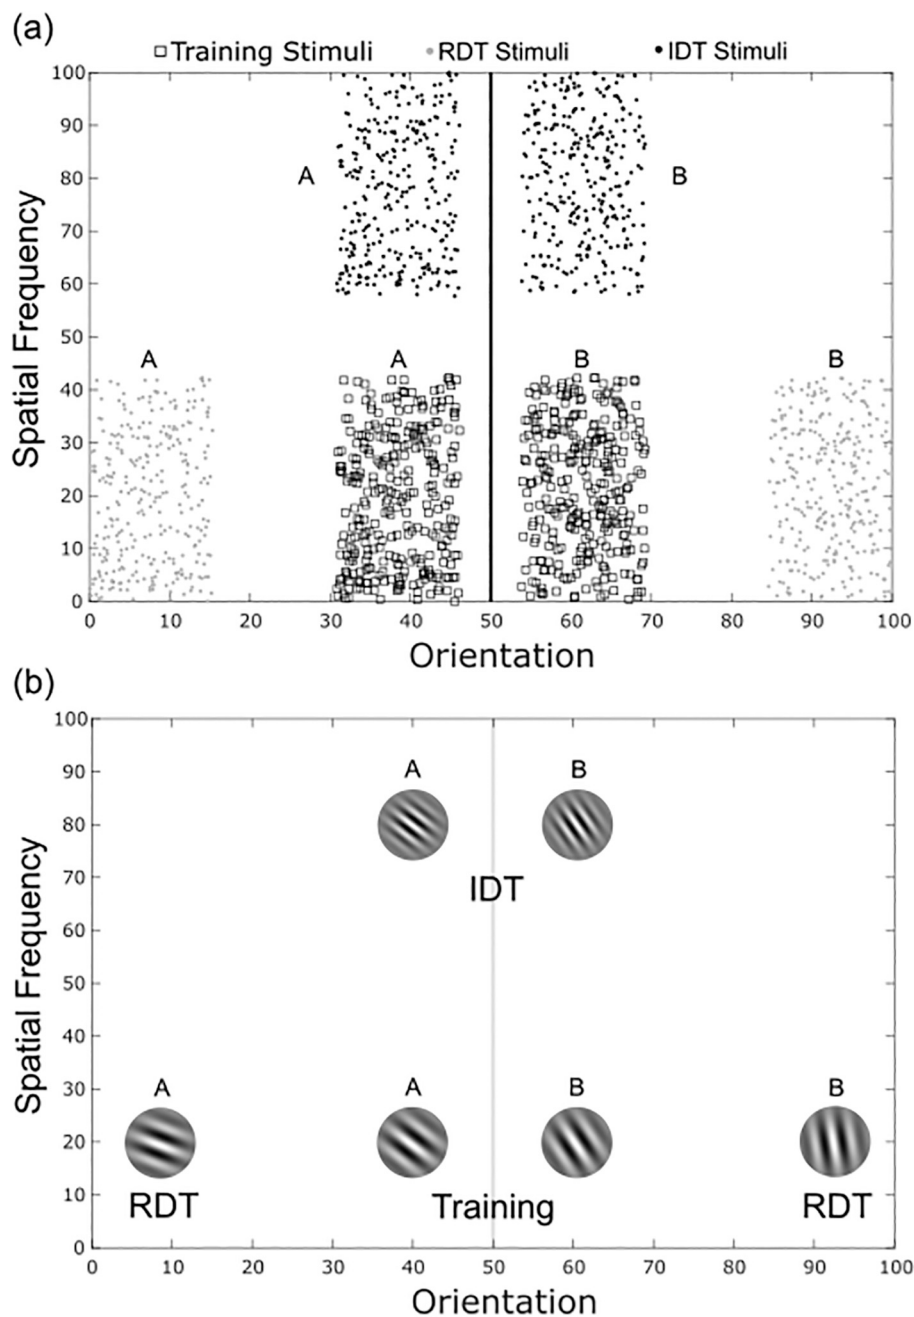 (a)
Training Stimuli RDT Stimuli IDT Stimuli
100
90
80
70
60
50
40
30
20
10
0
Spatial Frequency
A B
A A B B
0 10 20 30 40 50 60 70 80 90 100
Orientation
(b)
100
90
80
70
60
50
40
30
20
10
0
Spatial Frequency
A B
IDT
A A B B
RDT Training RDT
0 10 20 30 40 50 60 70 80 90 100
Orientation